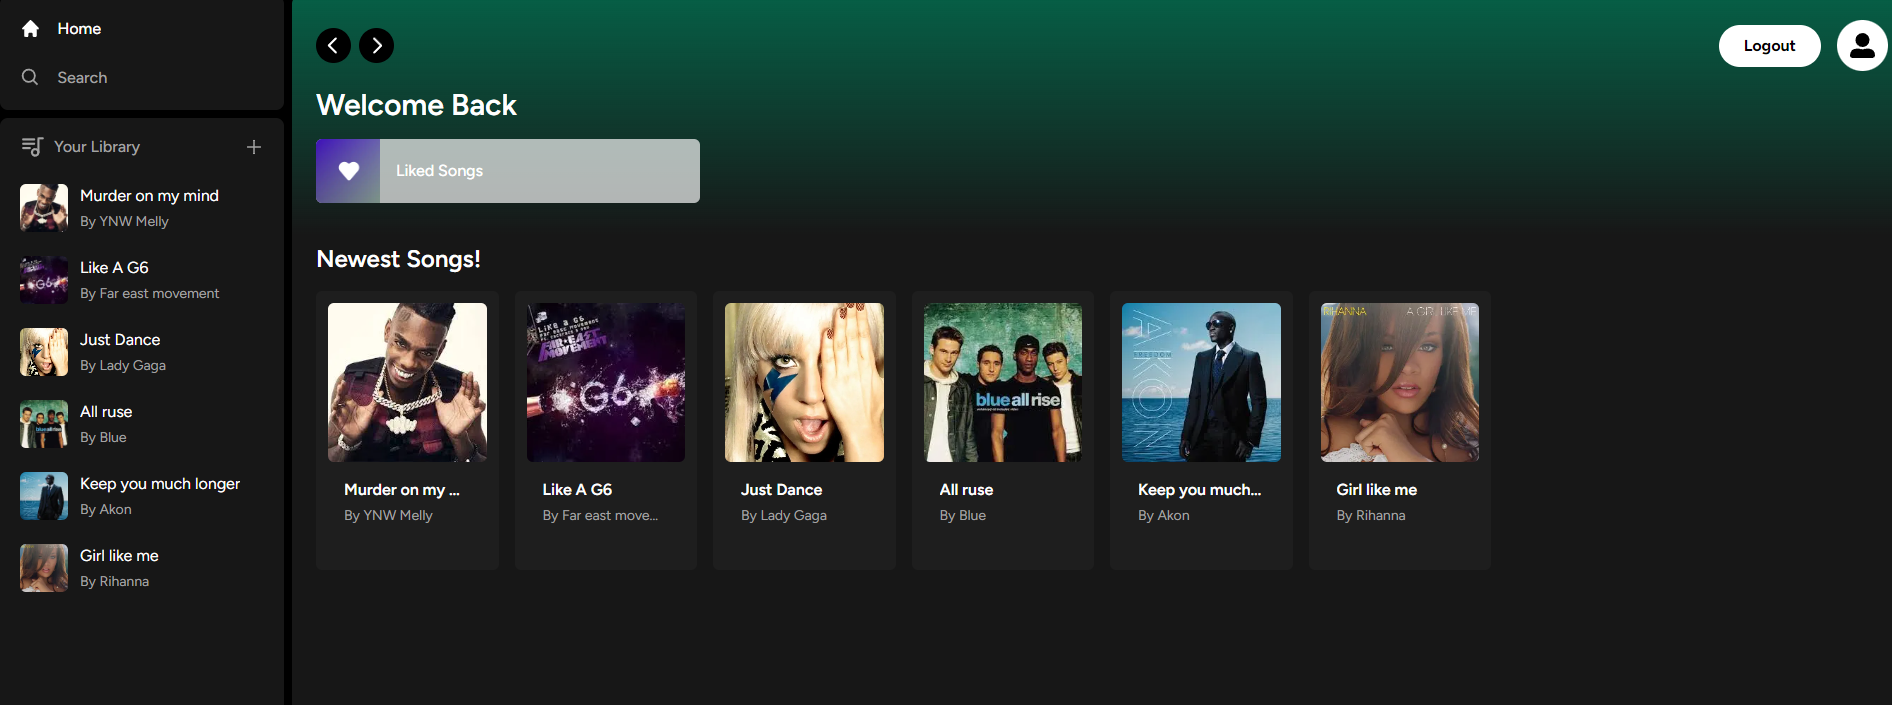 Home
Search
Your Library
Murder on my mind
By YNW Melly
Like A G6
By Far east movement
Just Dance
By Lady Gaga
All ruse
By Blue
Keep you much longer
By Akon
Girl like me
By Rihanna
Logout
Welcome Back
Liked Songs
Newest Songs!
Like a G6
far east movement
FAR★EAST MOVEMENT
G6
blue all rise
AKON
FREEDOM
RIHANNA
A GIRL LIKE ME
Murder on my ...
By YNW Melly
Like A G6
By Far east move...
Just Dance
By Lady Gaga
All ruse
By Blue
Keep you much...
By Akon
Girl like me
By Rihanna